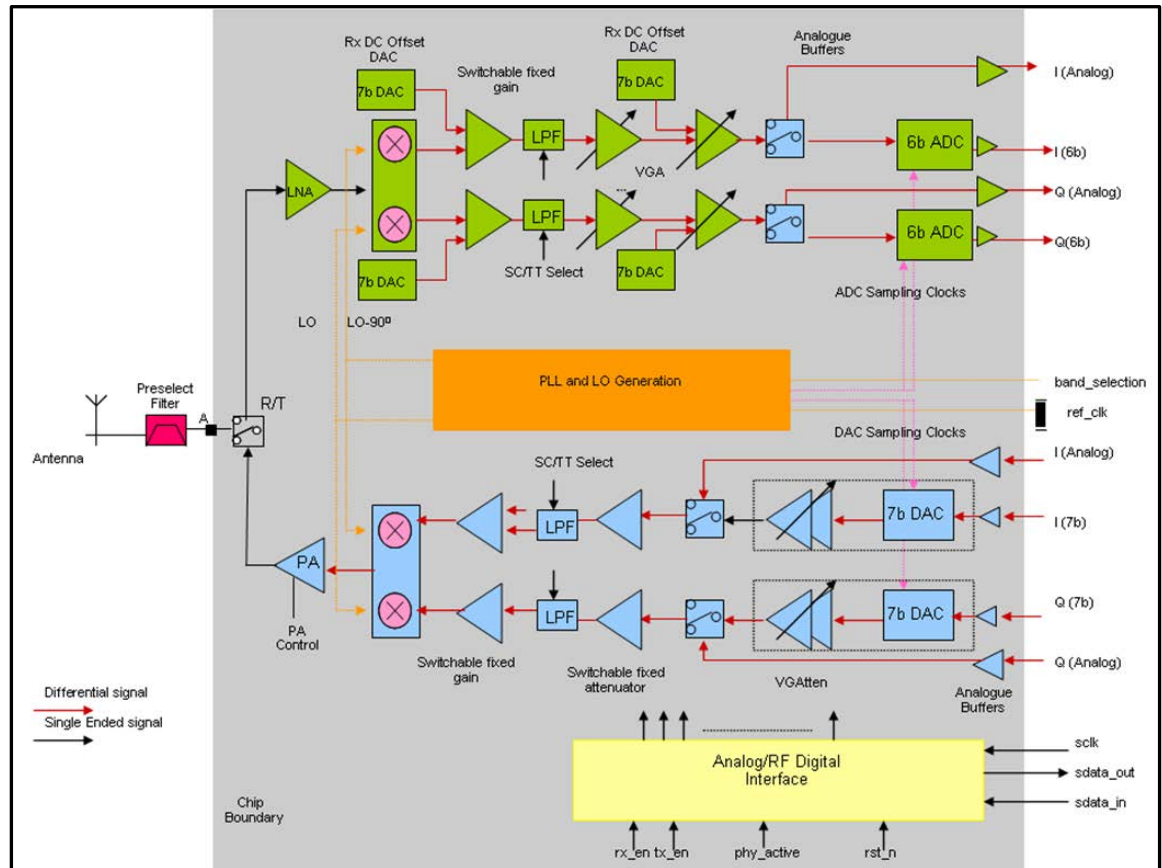 Rx DC Offset
DAC
7b DAC
Switchable fixed
gain
Rx DC Offset
DAC
7b DAC
Analogue
Buffers
I (Analog)
LPF
VGA
6b ADC
I (6b)
LNA
Q (Analog)
LPF
6b ADC
Q(6b)
7b DAC
SC/TT Select
7b DAC
ADC Sampling Clocks
LO
LO-90º
PLL and LO Generation
band_selection
ref_clk
Preselect
Filter
A
R/T
Antenna
DAC Sampling Clocks
SC/TT Select
I (Analog)
LPF
7b DAC
I (7b)
PA
LPF
7b DAC
Q (7b)
PA
Control
Switchable fixed
gain
Switchable fixed
attenuator
VGAtten
Analogue
Buffers
Q (Analog)
Differential signal
Single Ended signal
Analog/RF Digital
Interface
sclk
sdata_out
sdata_in
Chip
Boundary
rx_en tx_en phy_active rst_n